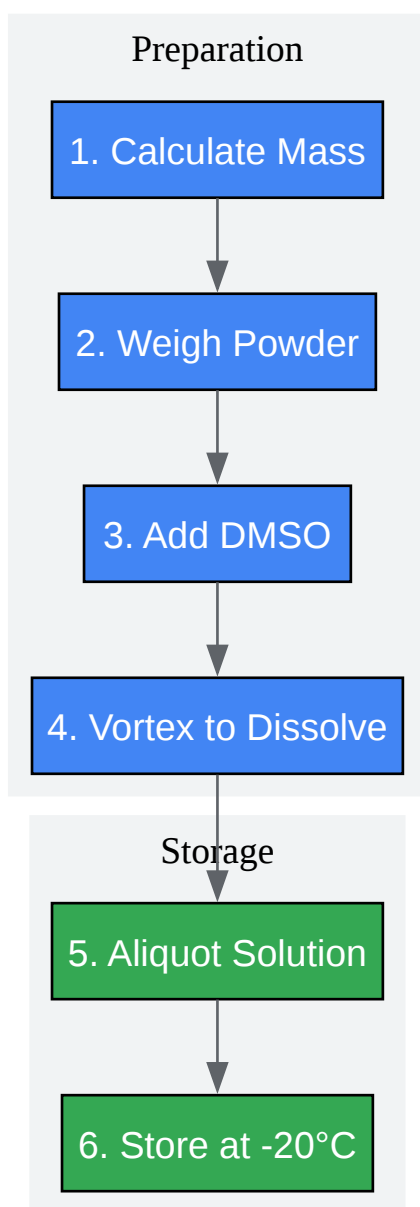 Preparation
1. Calculate Mass
2. Weigh Powder
3. Add DMSO
4. Vortex to Dissolve
Storage
5. Aliquot Solution
6. Store at -20°C